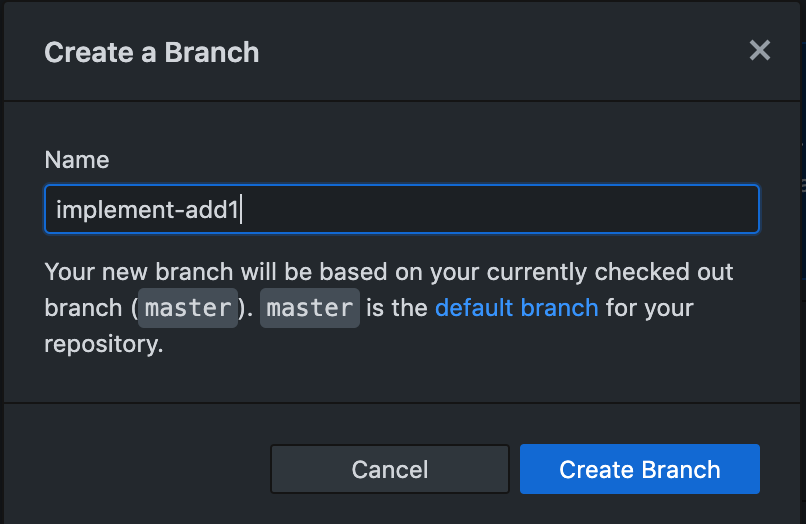 Create a Branch
Name
implement-add1
Your new branch will be based on your currently checked out
branch (master). master is the default branch for your
repository.
Cancel
Create Branch